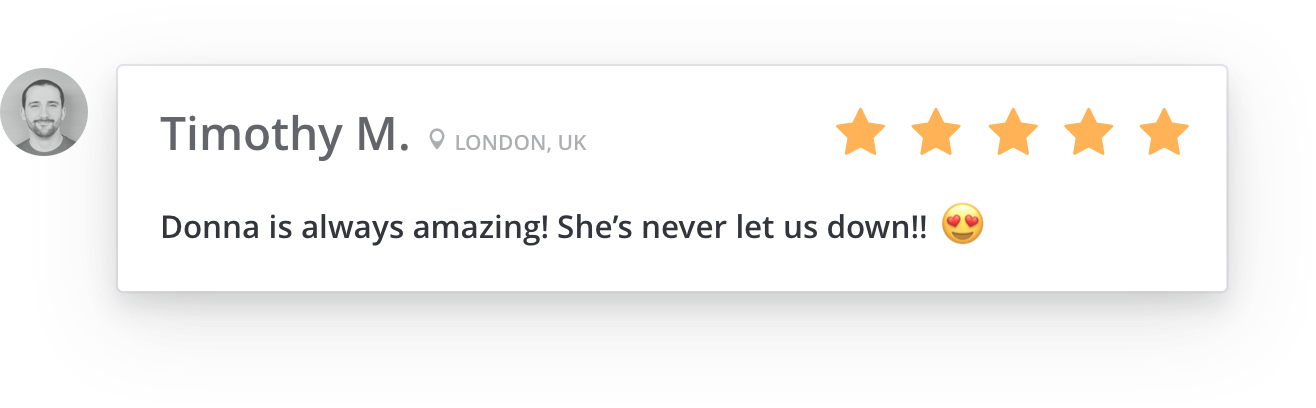 Timothy M. LONDON, UK
Donna is always amazing! She’s never let us down!! 😍